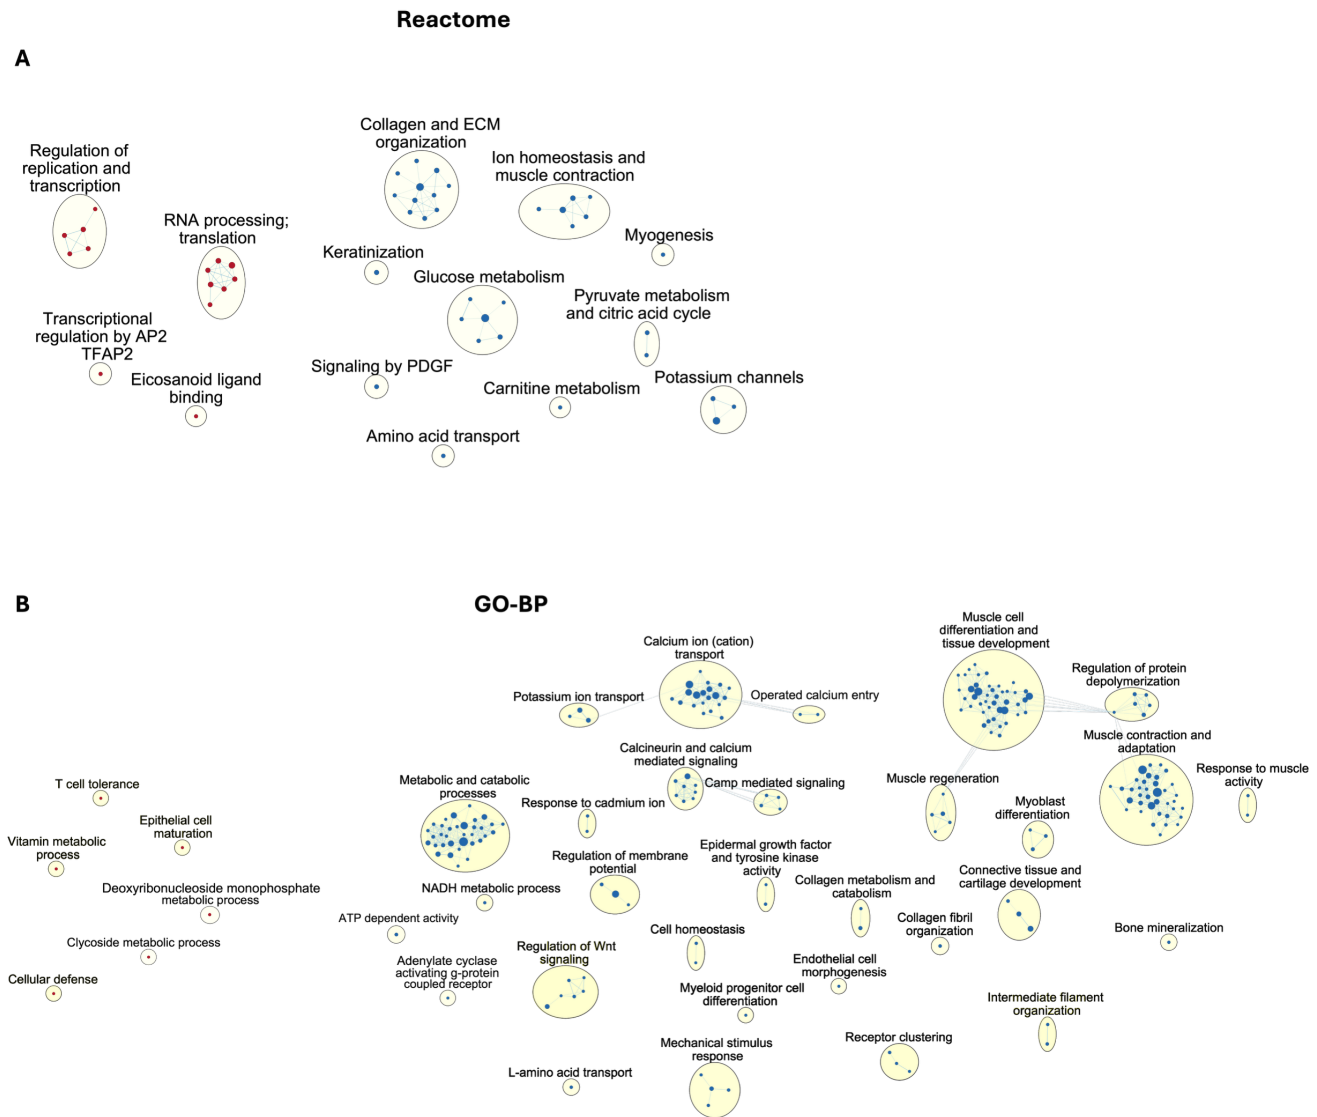 Reactome
A
Collagen and ECM
organization
Regulation of
replication and
transcription
Ion homeostasis and
muscle contraction
RNA processing;
translation
Myogenesis
Keratinization
Glucose metabolism
Pyruvate metabolism
and citric acid cycle
Transcriptional
regulation by AP2
TFAP2
Signaling by PDGF
Eicosanoid ligand
binding
Carnitine metabolism
Potassium channels
Amino acid transport
B
GO-BP
Muscle cell
differentiation and
tissue development
Calcium ion (cation)
transport
Regulation of protein
depolymerization
Potassium ion transport
Operated calcium entry
Muscle contraction and
adaptation
Calcineurin and calcium
mediated signaling
Response to muscle
activity
Metabolic and catabolic
processes
Camp mediated signaling
Muscle regeneration
T cell tolerance
Response to cadmium ion
Myoblast
differentiation
Epithelial cell
maturation
Vitamin metabolic
process
Epidermal growth factor
and tyrosine kinase
activity
Regulation of membrane
potential
Connective tissue and
cartilage development
Collagen metabolism and
catabolism
Deoxyribonucleoside monophosphate
metabolic process
NADH metabolic process
ATP dependent activity
Collagen fibril
organization
Bone mineralization
Cell homeostasis
Clycoside metabolic process
Regulation of Wnt
signaling
Adenylate cyclase
activating g-protein
coupled receptor
Endothelial cell
morphogenesis
Cellular defense
Myeloid progenitor cell
differentiation
Intermediate filament
organization
Receptor clustering
Mechanical stimulus
response
L-amino acid transport